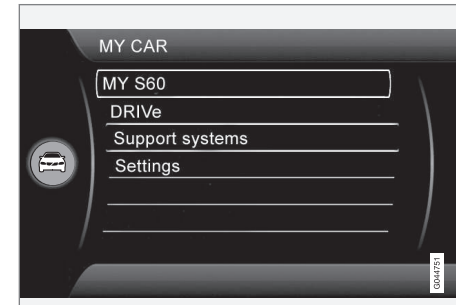 MY CAR
MY S60
DRIVe
Support systems
Settings
G044751